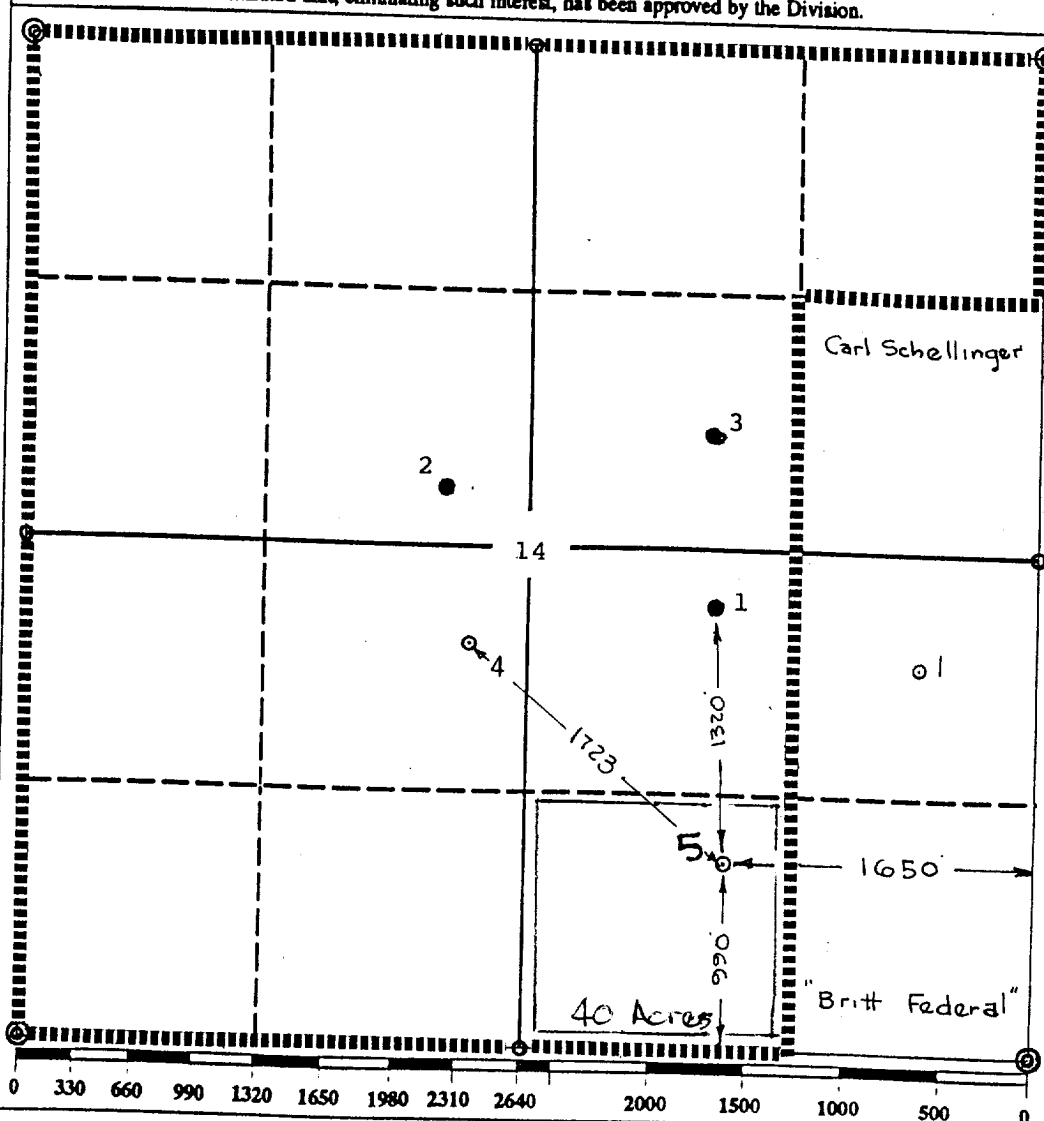 has been approved by the Division.
Carl Schellinger
3
2
14
1
4
1
1320'
1723
5
1650'
990'
"Britt Federal"
40 Acres
0 330 660 990 1320 1650 1980 2310 2640 2000 1500 1000 500 0